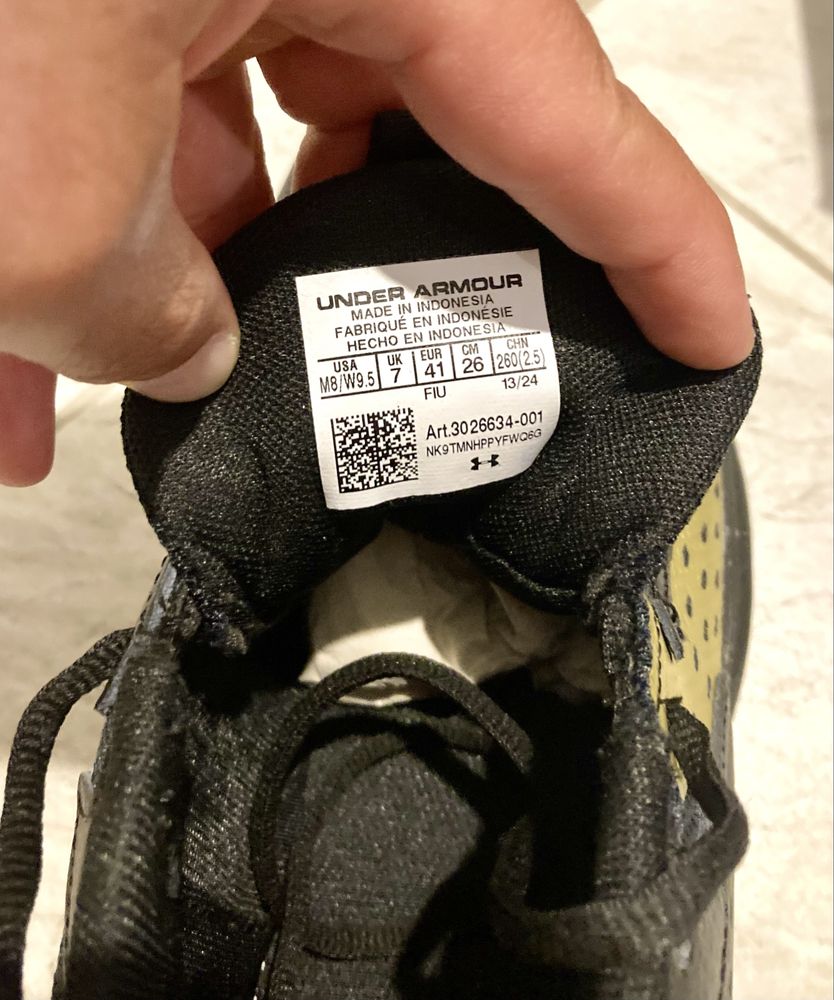 UNDER ARMOUR
MADE IN INDONESIA
FABRIQUÉ EN INDONÉSIE
HECHO EN INDONESIA
USA UK EUR CM CHN
M8/W9.5 7 41 26 260(2.5)
FIU 13/24
Art.3026634-001
NK9TMNHPPYFWQ6G